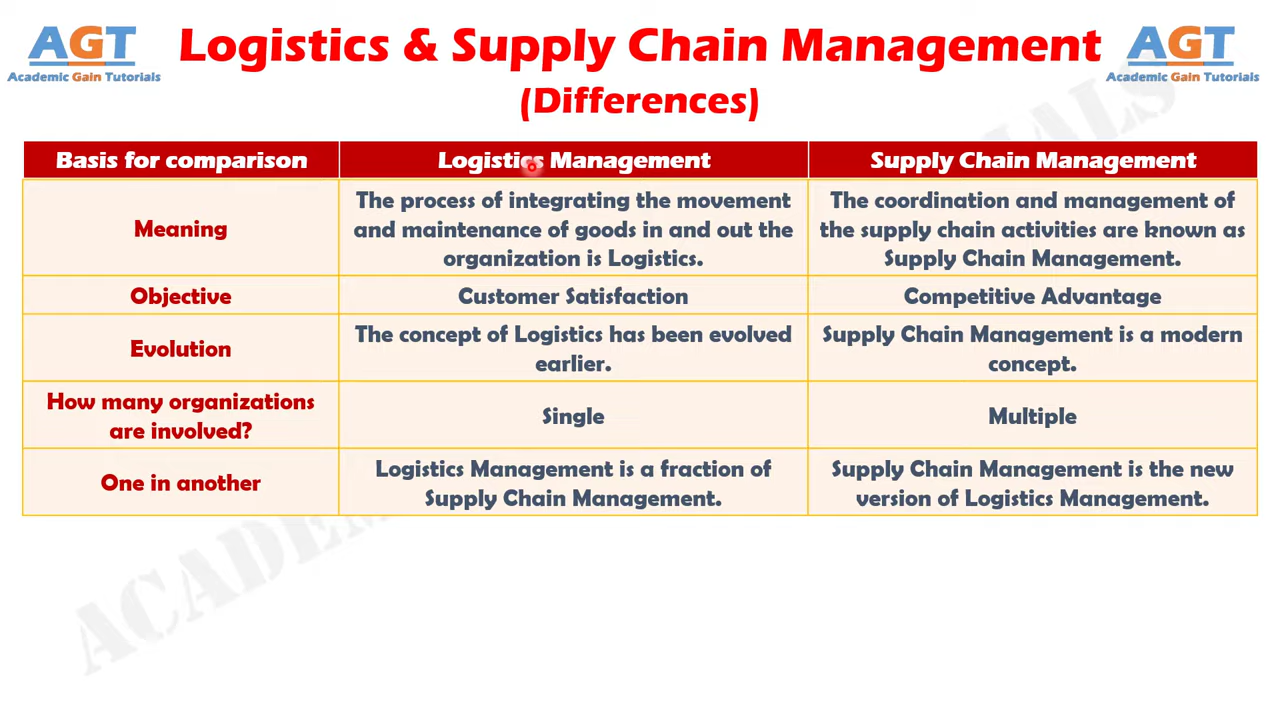 AGT
Academic Gain Tutorials
Logistics & Supply Chain Management
(Differences)
AGT
Academic Gain Tutorials
Basis for comparison
Logistics Management
Supply Chain Management
Meaning
The process of integrating the movement
and maintenance of goods in and out the
organization is Logistics.
The coordination and management of
the supply chain activities are known as
Supply Chain Management.
Objective
Customer Satisfaction
Competitive Advantage
Evolution
The concept of Logistics has been evolved
earlier.
Supply Chain Management is a modern
concept.
How many organizations
are involved?
Single
Multiple
One in another
Logistics Management is a fraction of
Supply Chain Management.
Supply Chain Management is the new
version of Logistics Management.